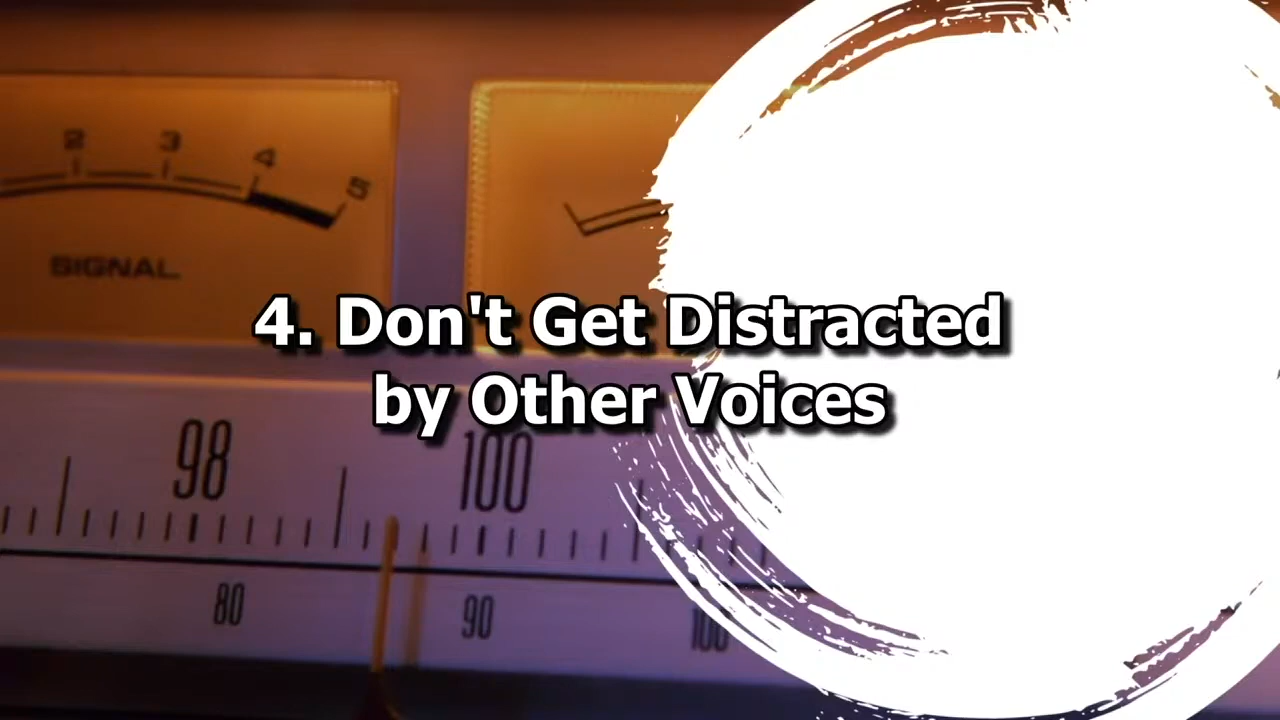 2 3 4 5
SIGNAL
4. Don't Get Distracted
by Other Voices
98 100
80 90 100